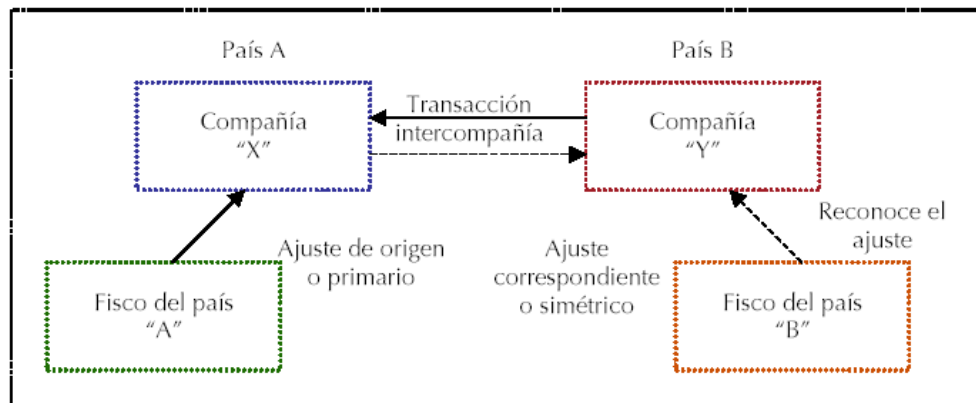 País A
País B
Compañía
“X”
Transacción
intercompañía
Compañía
“Y”
Reconoce el
ajuste
Ajuste de origen
o primario
Ajuste
correspondiente
o simétrico
Fisco del país
“A”
Fisco del país
“B”